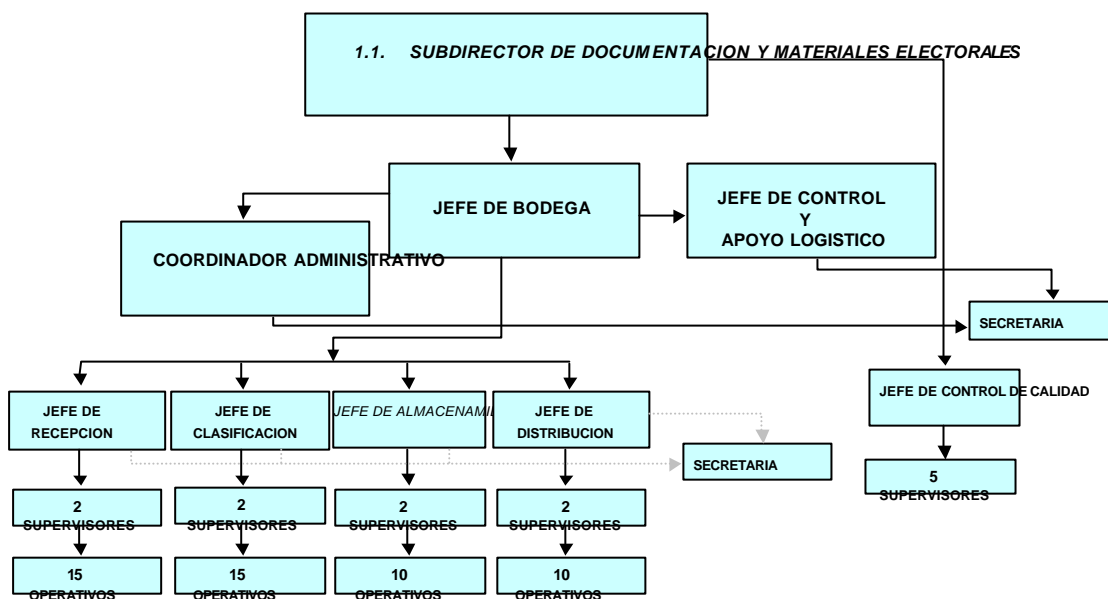 1.1. SUBDIRECTOR DE DOCUMENTACION Y MATERIALES ELECTORALES
JEFE DE BODEGA
JEFE DE CONTROL
Y
APOYO LOGISTICO
COORDINADOR ADMINISTRATIVO
SECRETARIA
JEFE DE CONTROL DE CALIDAD
JEFE DE
RECEPCION
JEFE DE
CLASIFICACION
JEFE DE ALMACENAMI
JEFE DE
DISTRIBUCION
SECRETARIA
5
SUPERVISORES
2
SUPERVISORES
2
SUPERVISORES
2
SUPERVISORES
2
SUPERVISORES
15
OPERATIVOS
15
OPERATIVOS
10
OPERATIVOS
10
OPERATIVOS